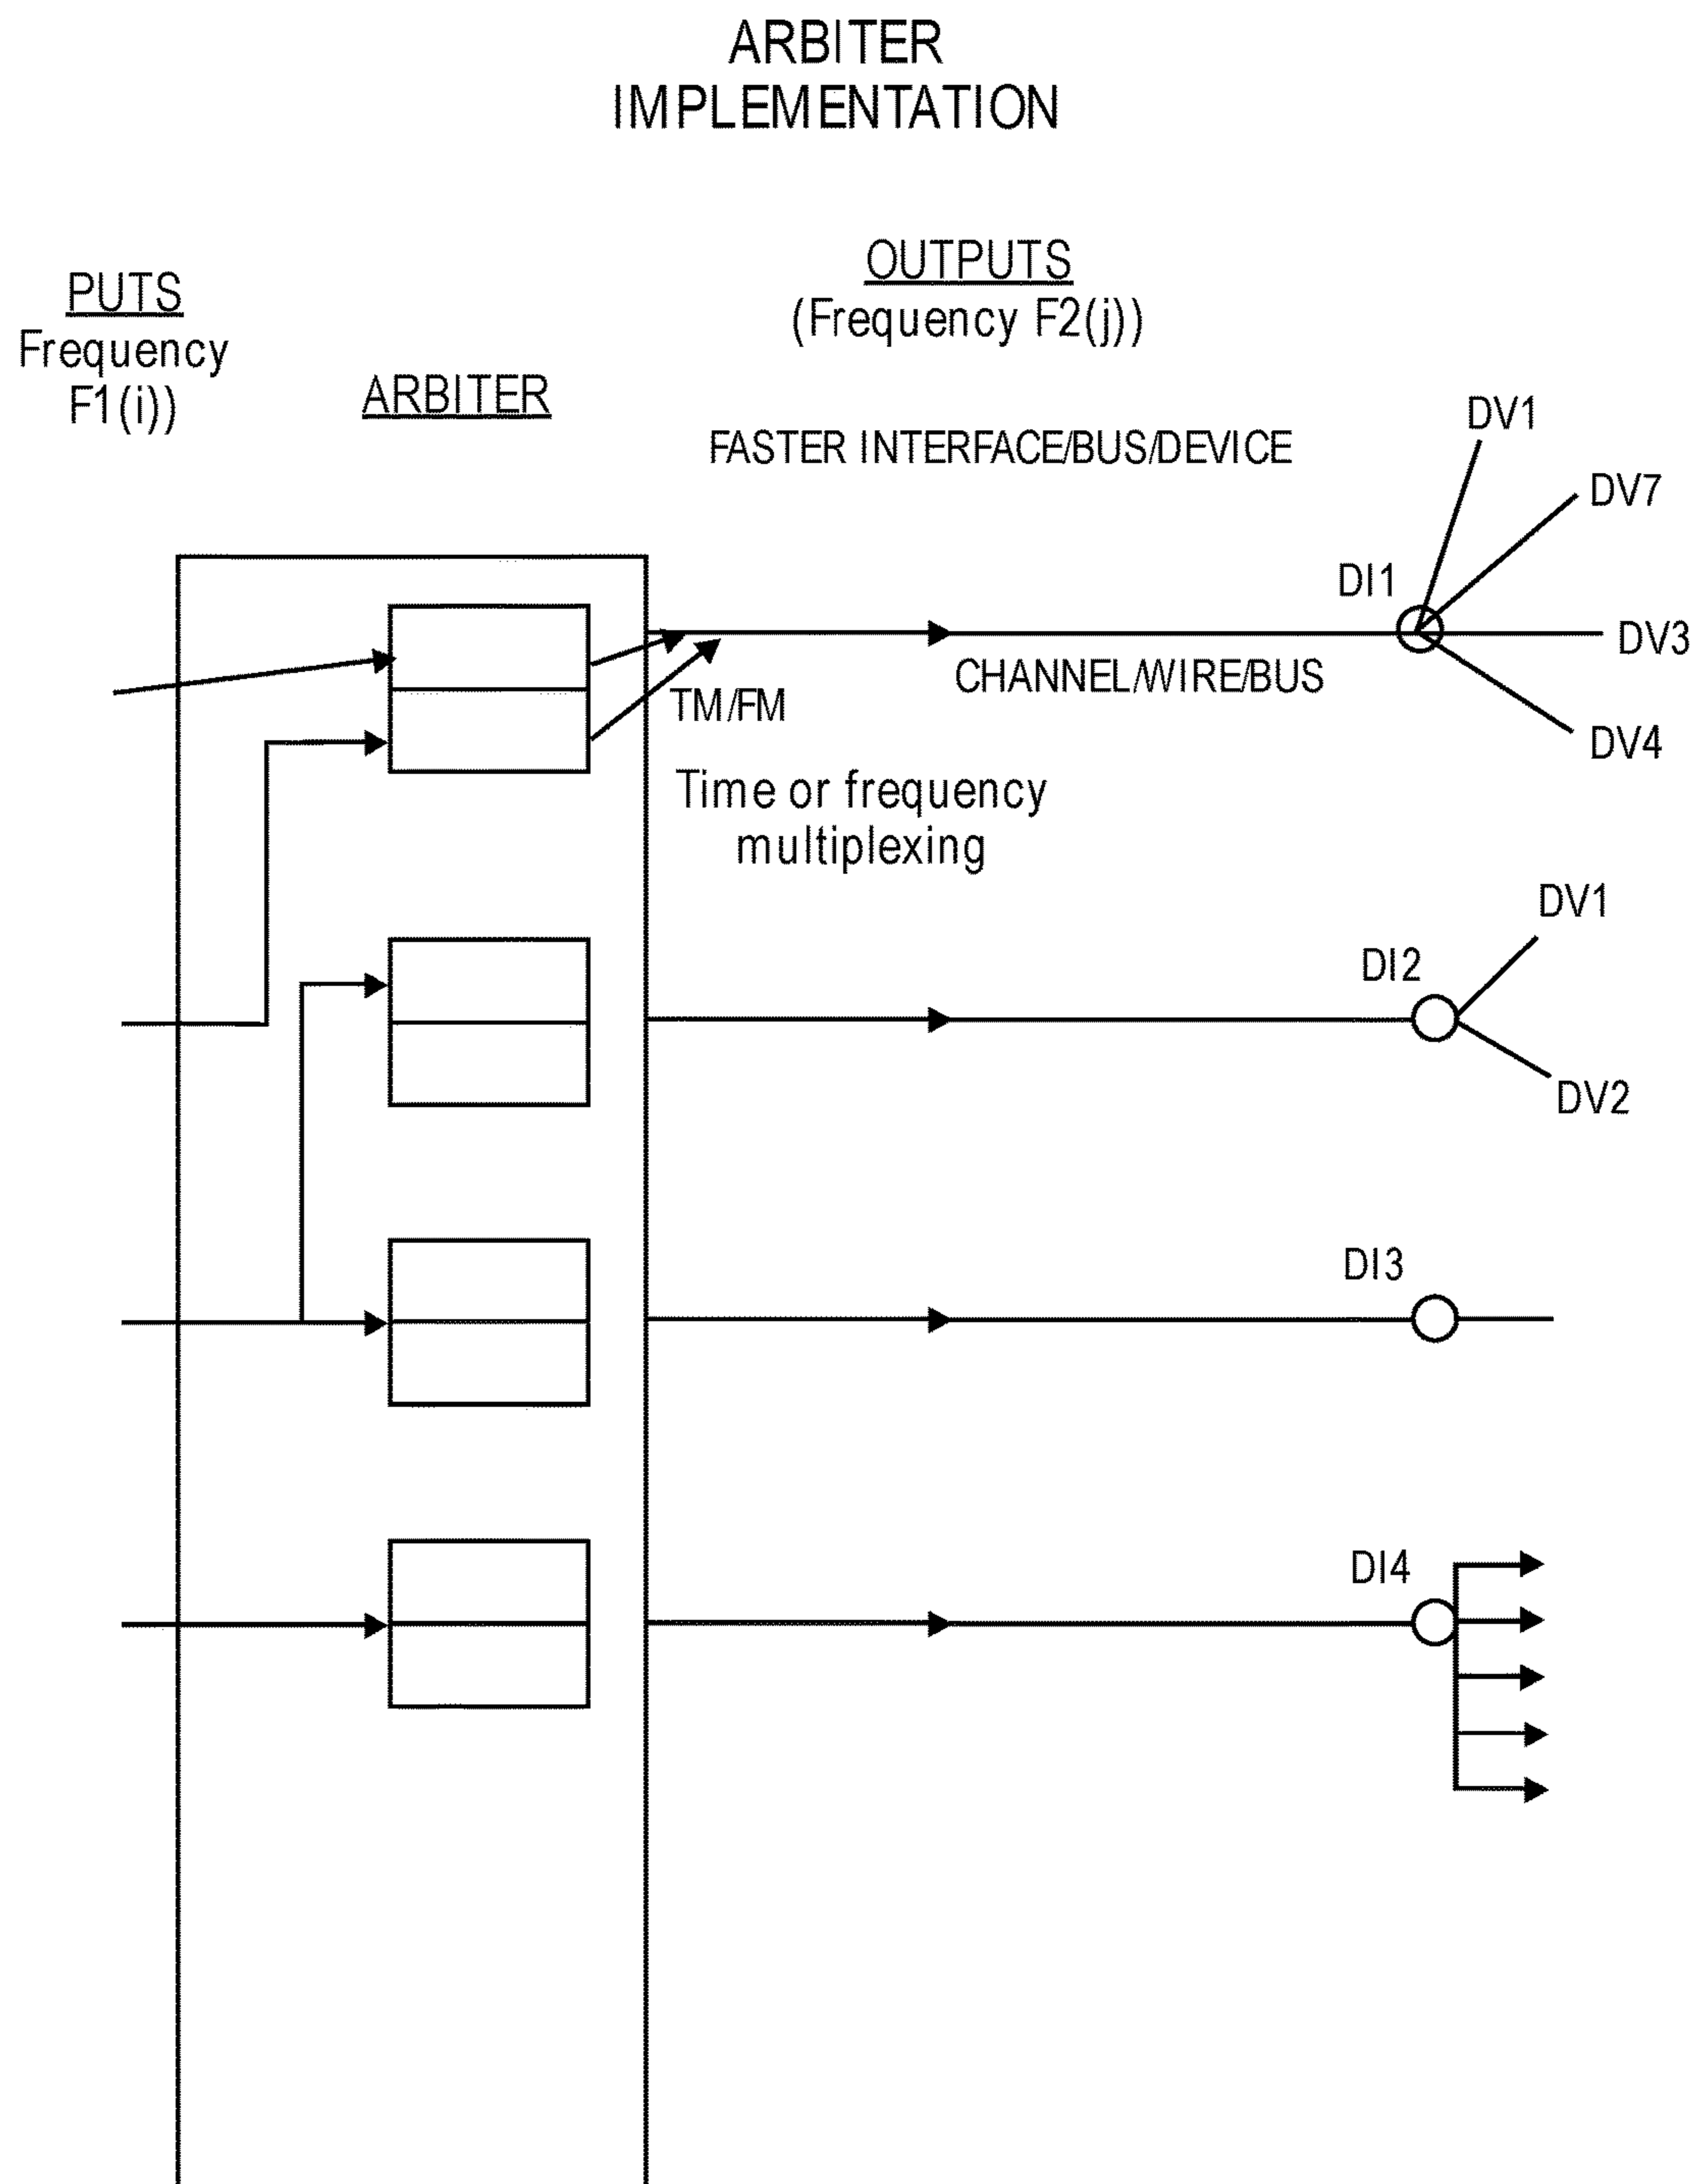 ARBITER
IMPLEMENTATION
PUTS
Frequency
F1(i))
ARBITER
OUTPUTS
(Frequency F2(j))
FASTER INTERFACE/BUS/DEVICE
DV1
DV7
DI1
DV3
CHANNEL/WIRE/BUS
TM/FM
DV4
Time or frequency
multiplexing
DV1
DI2
DV2
DI3
DI4